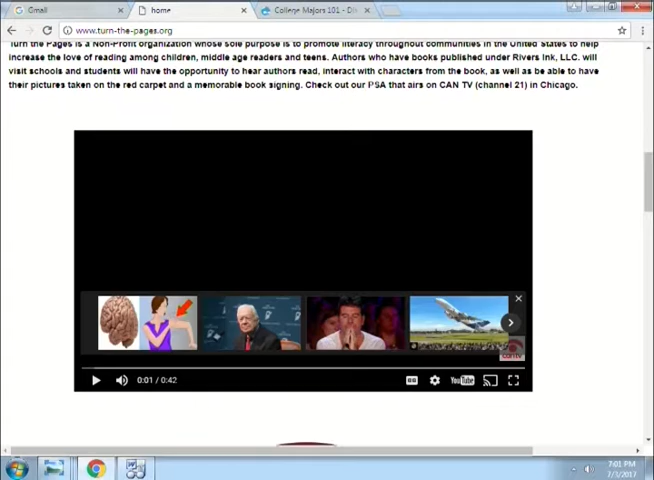 Gmail
home
College Majors 101 - Di
www.turn-the-pages.org
Turn the Pages is a Non-Profit organization whose sole purpose is to promote literacy throughout communities in the United States to help
increase the love of reading among children, middle age readers and teens. Authors who have books published under Rivers Ink, LLC. will
visit schools and students will have the opportunity to hear authors read, interact with characters from the book, as well as be able to have
their pictures taken on the red carpet and a memorable book signing. Check out our PSA that airs on CAN TV (channel 21) in Chicago.
cantv
0:01 / 0:42
CC
YouTube
7:01 PM
7/3/2017